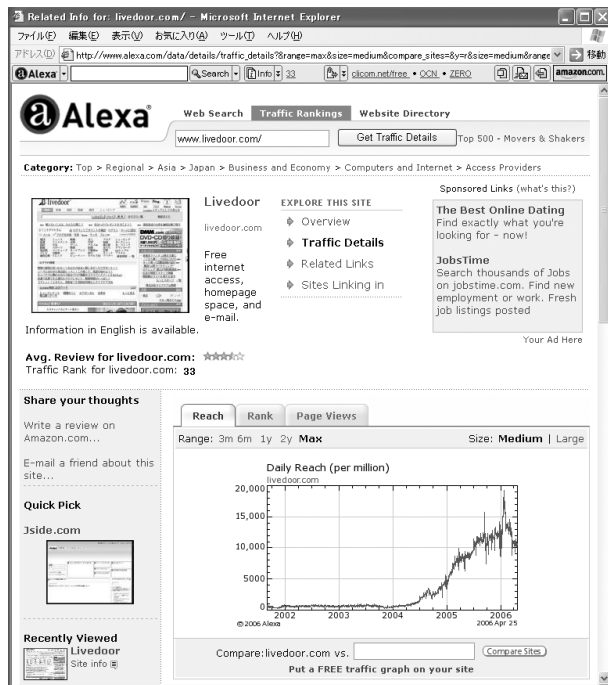 Related Info for: livedoor.com/ - Microsoft Internet Explorer
ファイル(F) 編集(E) 表示(V) お気に入り(A) ツール(T) ヘルプ(H)
アドレス(D) http://www.alexa.com/data/details/traffic_details?&range=max&size=medium&compare_sites=&y=r&size=medium&range 移動
Alexa Search Info 33 clicom.net/free • OCN • ZERO amazon.com
Alexa
Web Search Traffic Rankings Website Directory
www.livedoor.com/ Get Traffic Details Top 500 - Movers & Shakers
Category: Top > Regional > Asia > Japan > Business and Economy > Computers and Internet > Access Providers
Sponsored Links (what's this?)
livedoor
Livedoor
livedoor.com
Free internet
access,
homepage
space, and
e-mail.
EXPLORE THIS SITE
Overview
Traffic Details
Related Links
Sites Linking in
The Best Online Dating
Find exactly what you're
looking for - now!
JobsTime
Search thousands of Jobs
on jobstime.com. Find new
employment or work. Fresh
job listings posted
Your Ad Here
Information in English is available.
Avg. Review for livedoor.com:
Traffic Rank for livedoor.com: 33
Share your thoughts
Write a review on
Amazon.com...
E-mail a friend about this
site...
Quick Pick
Jside.com
Recently Viewed
Livedoor
Site info
Reach Rank Page Views
Range: 3m 6m 1y 2y Max Size: Medium | Large
Daily Reach (per million)
livedoor.com
20,000
15,000
10,000
5000
0
2002 2003 2004 2005 2006
© 2006 Alexa 2006 Apr 25
Compare:livedoor.com vs. Compare Sites
Put a FREE traffic graph on your site